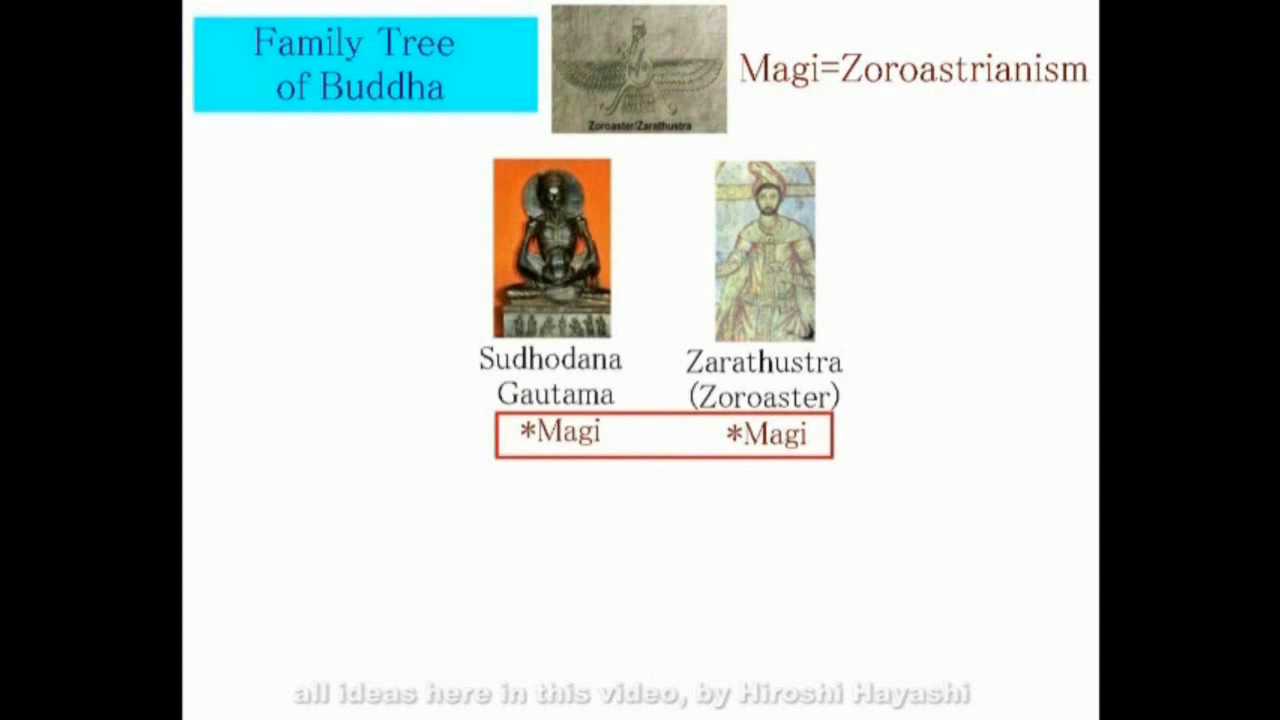 Family Tree
of Buddha
Zoroaster/Zarathustra
Magi=Zoroastrianism
Sudhodana
Gautama
Zarathustra
(Zoroaster)
*Magi
*Magi
all ideas here in this video, by Hiroshi Hayashi